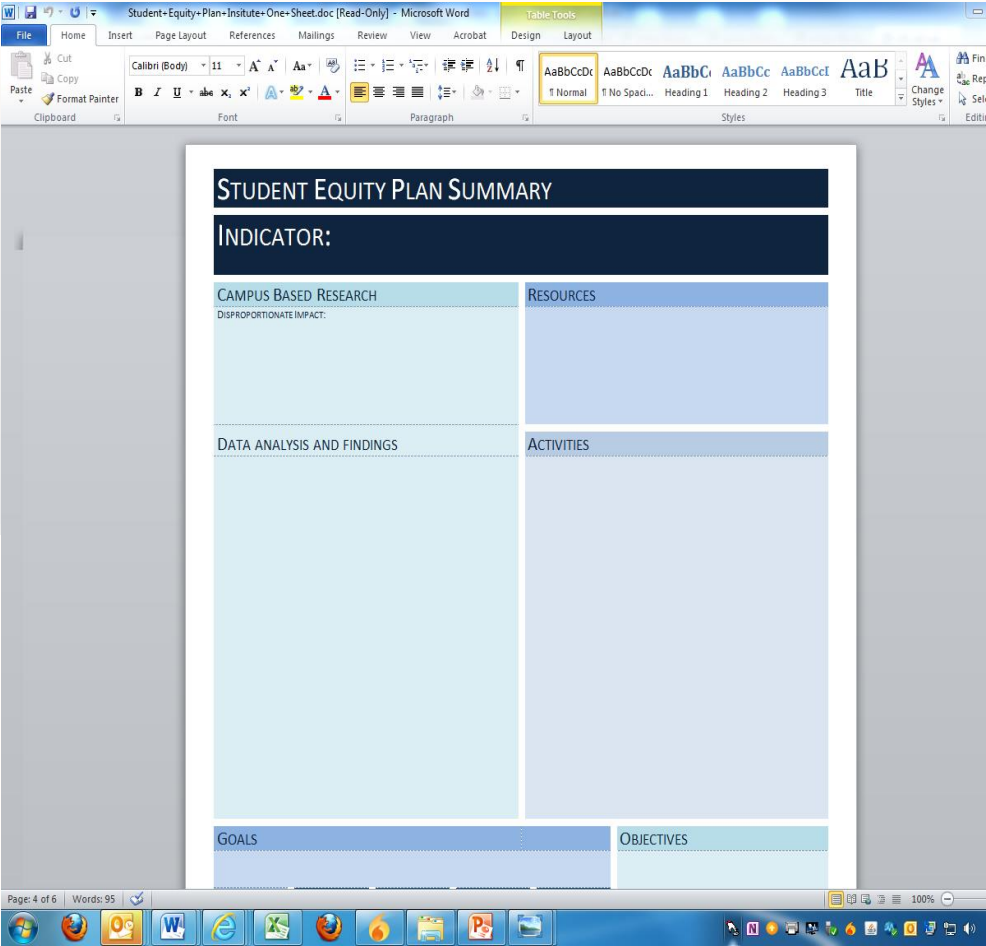 Student+Equity+Plan+Insitute+One+Sheet.doc [Read-Only] - Microsoft Word
Table Tools
File Home Insert Page Layout References Mailings Review View Acrobat Design Layout
Cut
Copy
Format Painter
Paste
Calibri (Body) 11
AaBbCcDc AaBbCcDc AaBbC AaBbCc AaBbCcI AaB
¶ Normal ¶ No Spaci... Heading 1 Heading 2 Heading 3 Title
Change Styles
Fin
Rep
Sele
Clipboard Font Paragraph Styles Editi
STUDENT EQUITY PLAN SUMMARY
INDICATOR:
CAMPUS BASED RESEARCH
DISPROPORTIONATE IMPACT:
RESOURCES
DATA ANALYSIS AND FINDINGS
ACTIVITIES
GOALS
OBJECTIVES
Page: 4 of 6 Words: 95 100%